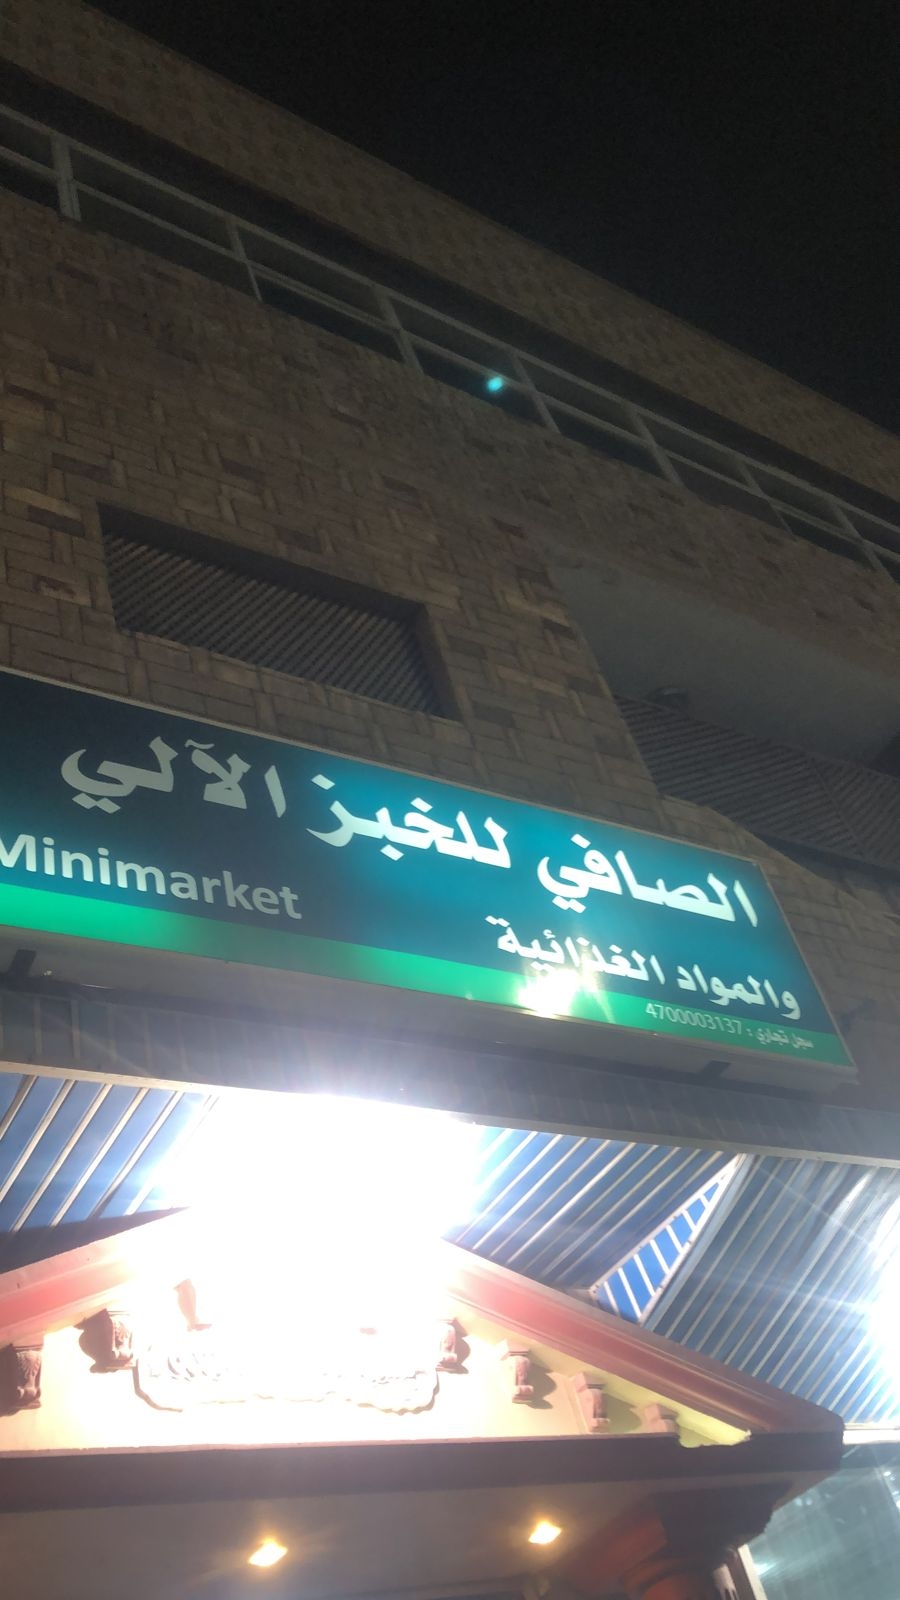 الصافي للخبز الآلي
والمواد الغذائية
Minimarket
سجل تجاري : 4700003137